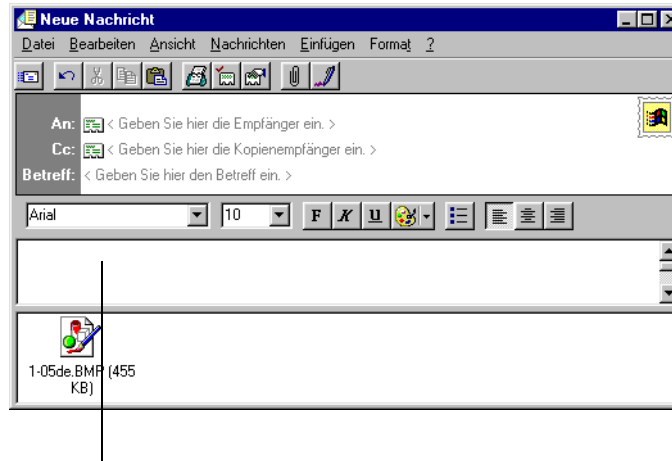 Neue Nachricht
Datei Bearbeiten Ansicht Nachrichten Einfügen Format ?
An: < Geben Sie hier die Empfänger ein. >
Cc: < Geben Sie hier die Kopienempfänger ein. >
Betreff: < Geben Sie hier den Betreff ein. >
Arial 10 F K U
1-05de.BMP (455
KB)